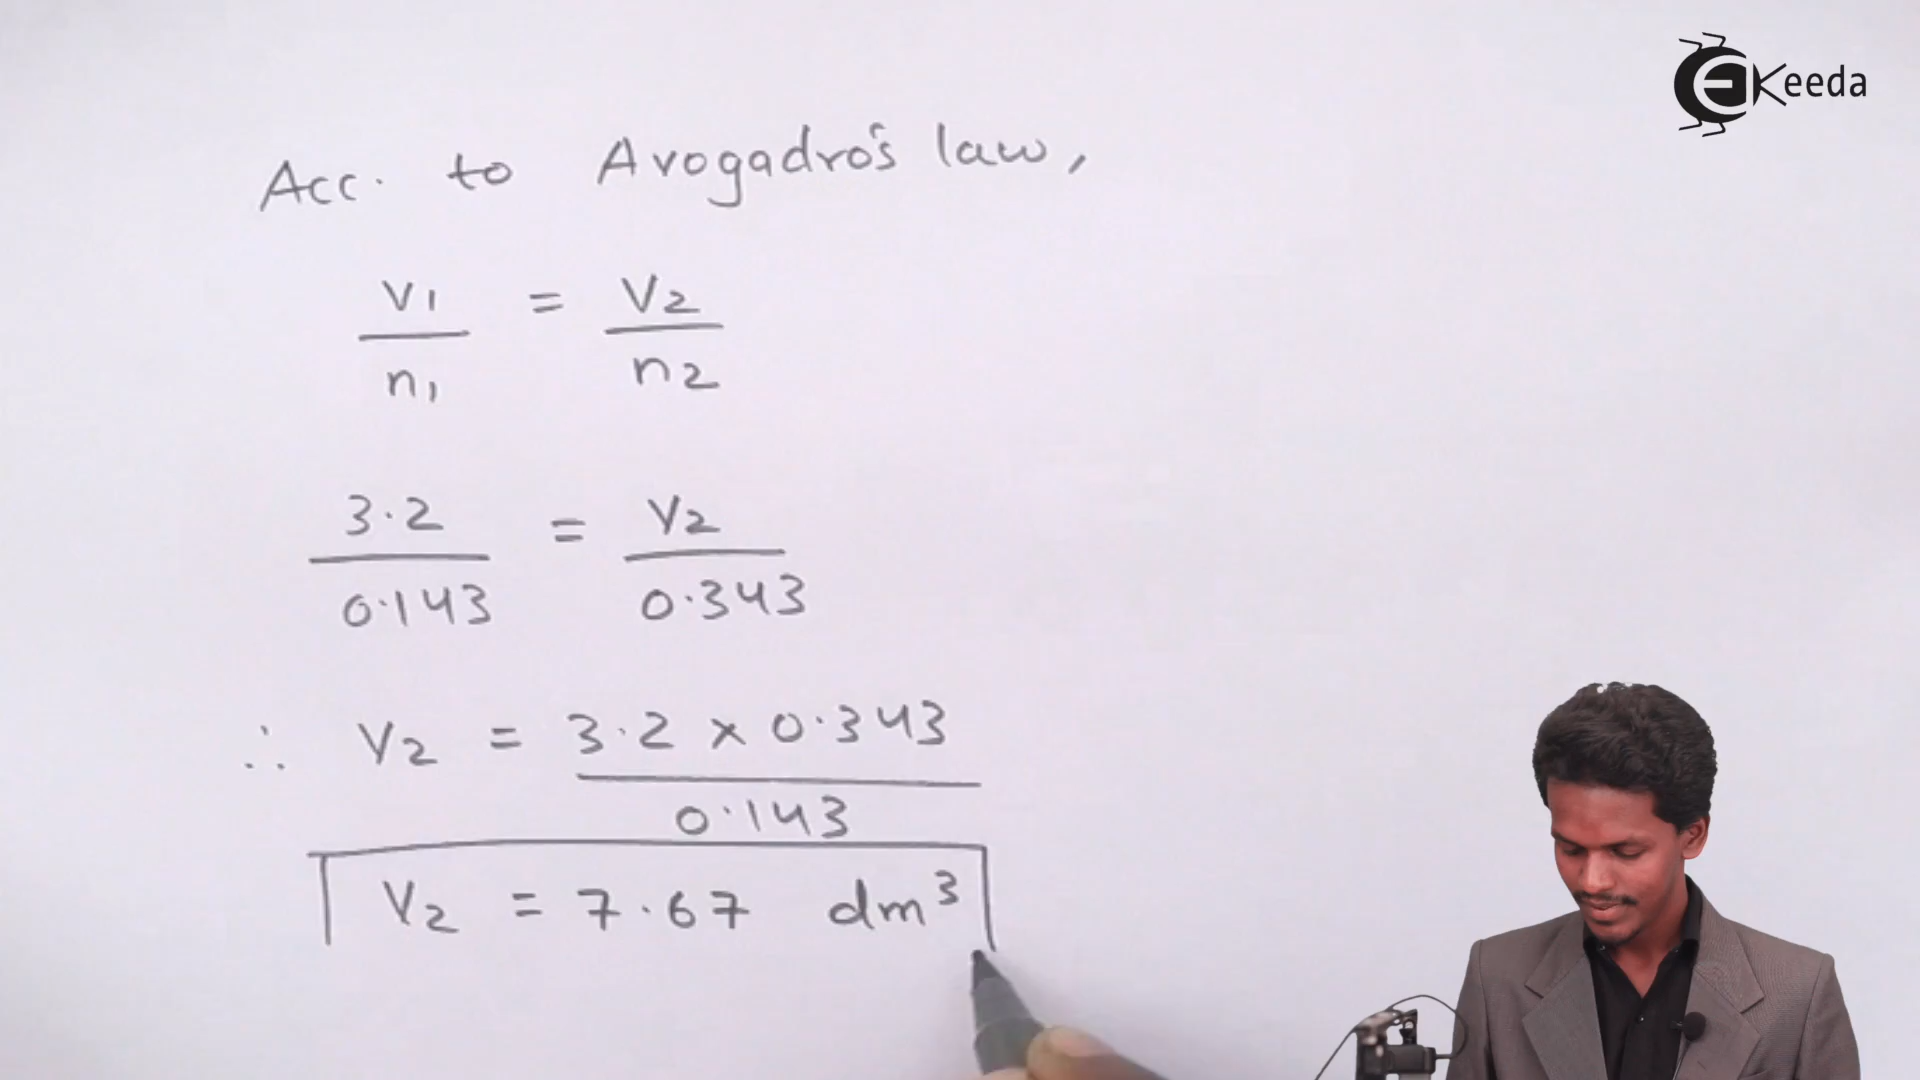 EKeeda
Acc. to Avogadro's law,
V1 = V2
n1 n2
3.2 = V2
0.143 0.343
∴ V2 = 3.2 x 0.343
0.143
V2 = 7.67 dm³